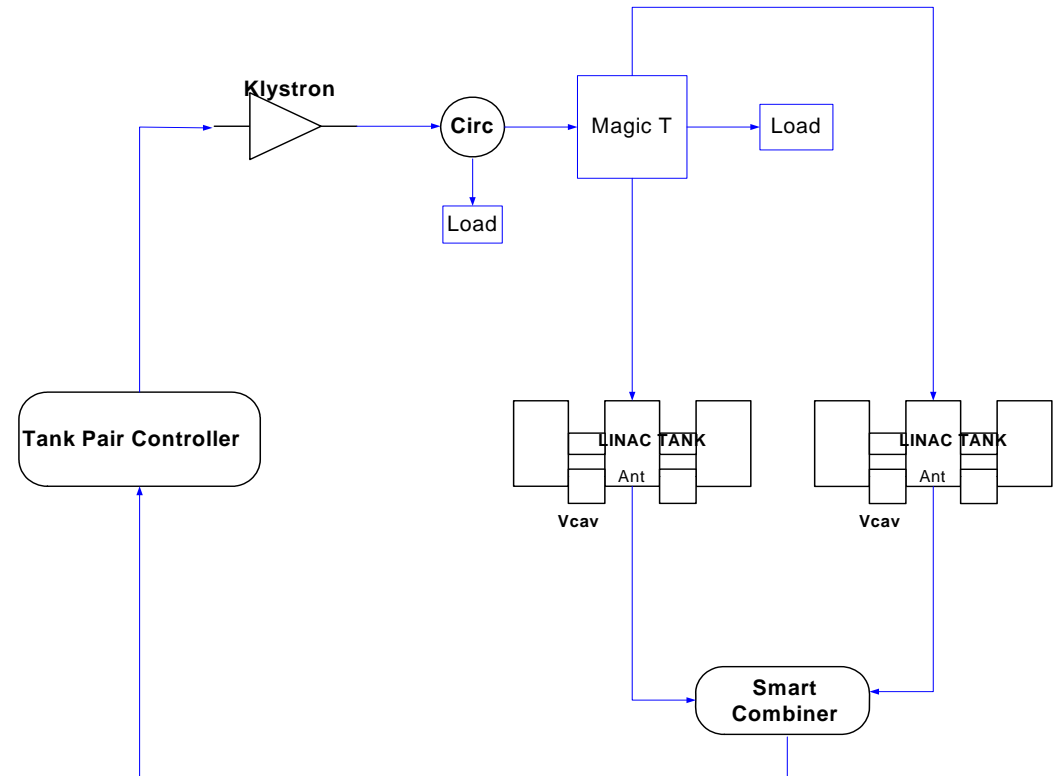 Klystron
Circ
Magic T
Load
Load
Tank Pair Controller
LINAC TANK
LINAC TANK
Ant
Ant
Vcav
Vcav
Smart
Combiner